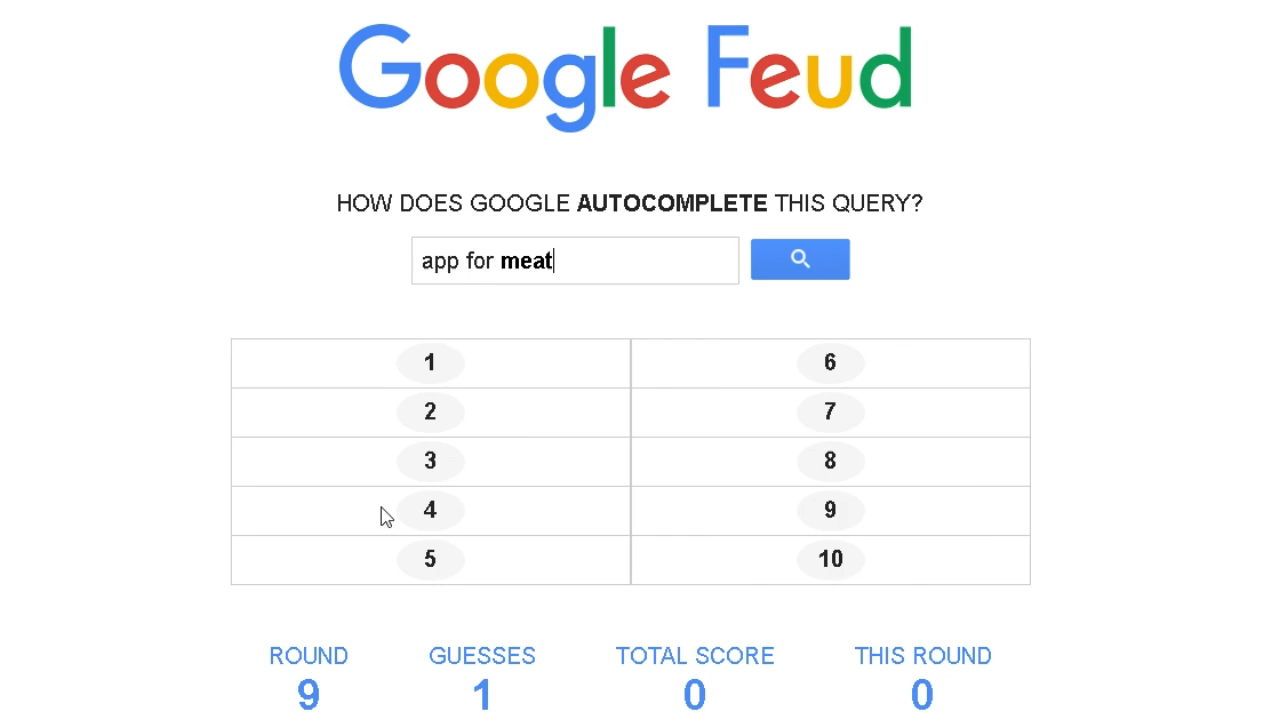 Google Feud
HOW DOES GOOGLE AUTOCOMPLETE THIS QUERY?
app for meat
1 6
2 7
3 8
4 9
5 10
ROUND GUESSES TOTAL SCORE THIS ROUND
9 1 0 0